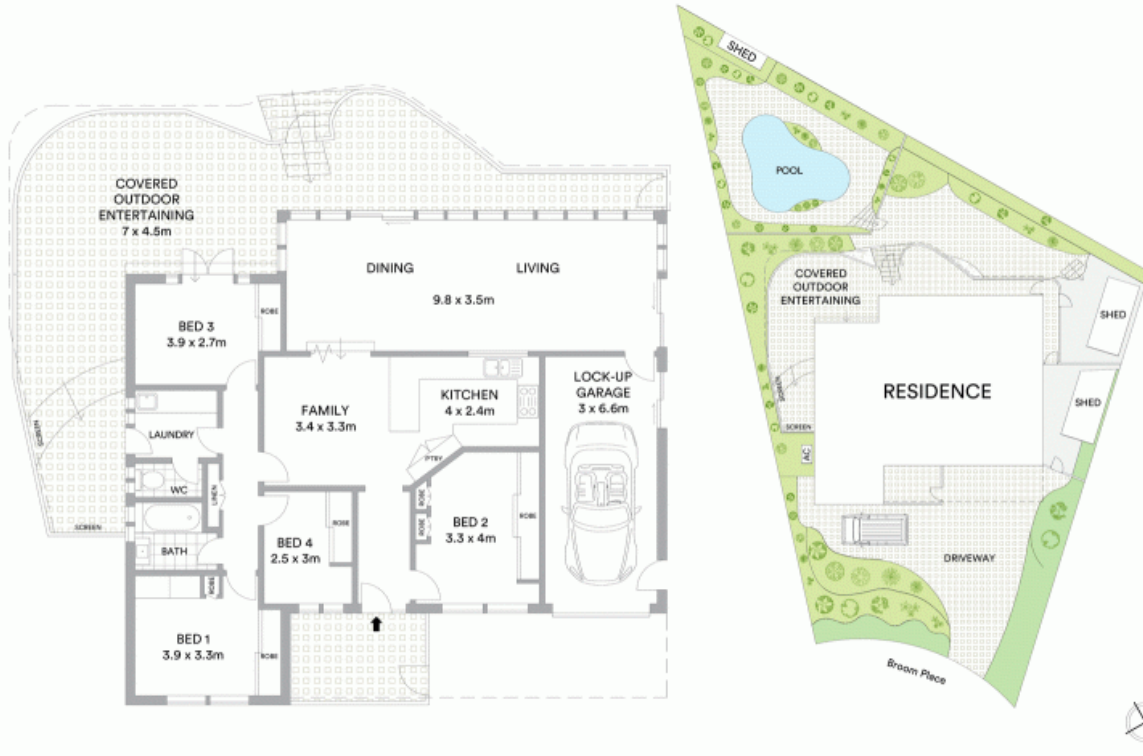 COVERED
OUTDOOR
ENTERTAINING
7 x 4.5m
DINING
LIVING
9.8 x 3.5m
BED 3
3.9 x 2.7m
ROBE
LAUNDRY
WC
LINEN
BATH
SCREEN
SCREEN
FAMILY
3.4 x 3.3m
KITCHEN
4 x 2.4m
PTRY
LOCK-UP
GARAGE
3 x 6.6m
BED 4
2.5 x 3m
ROBE
ROBE
ROBE
BED 2
3.3 x 4m
ROBE
ROBE
BED 1
3.9 x 3.3m
ROBE
SHED
POOL
COVERED
OUTDOOR
ENTERTAINING
SHED
SHED
RESIDENCE
SCREEN
SCREEN
AC
DRIVEWAY
Broom Place